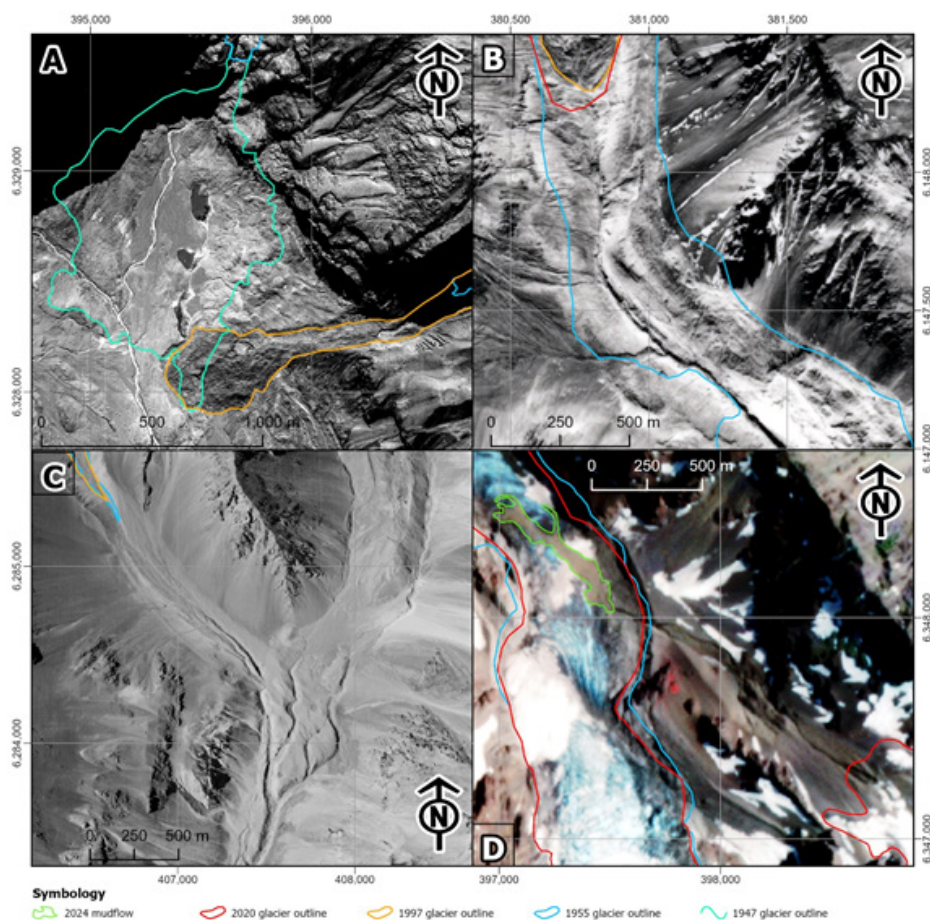 395,000 396,000 380,500 381,000 381,500
A N B N
6.329,000 6.148,000
6.147,500
6.328,000
0 500 1,000 m 0 250 500 m 6.147,000
C N 0 250 500 m N
6.285,000
6.348,000
6.284,000
0 250 500 m D 6.347,000
407,000 408,000 397,000 398,000
Symbology
2024 mudflow 2020 glacier outline 1997 glacier outline 1955 glacier outline 1947 glacier outline